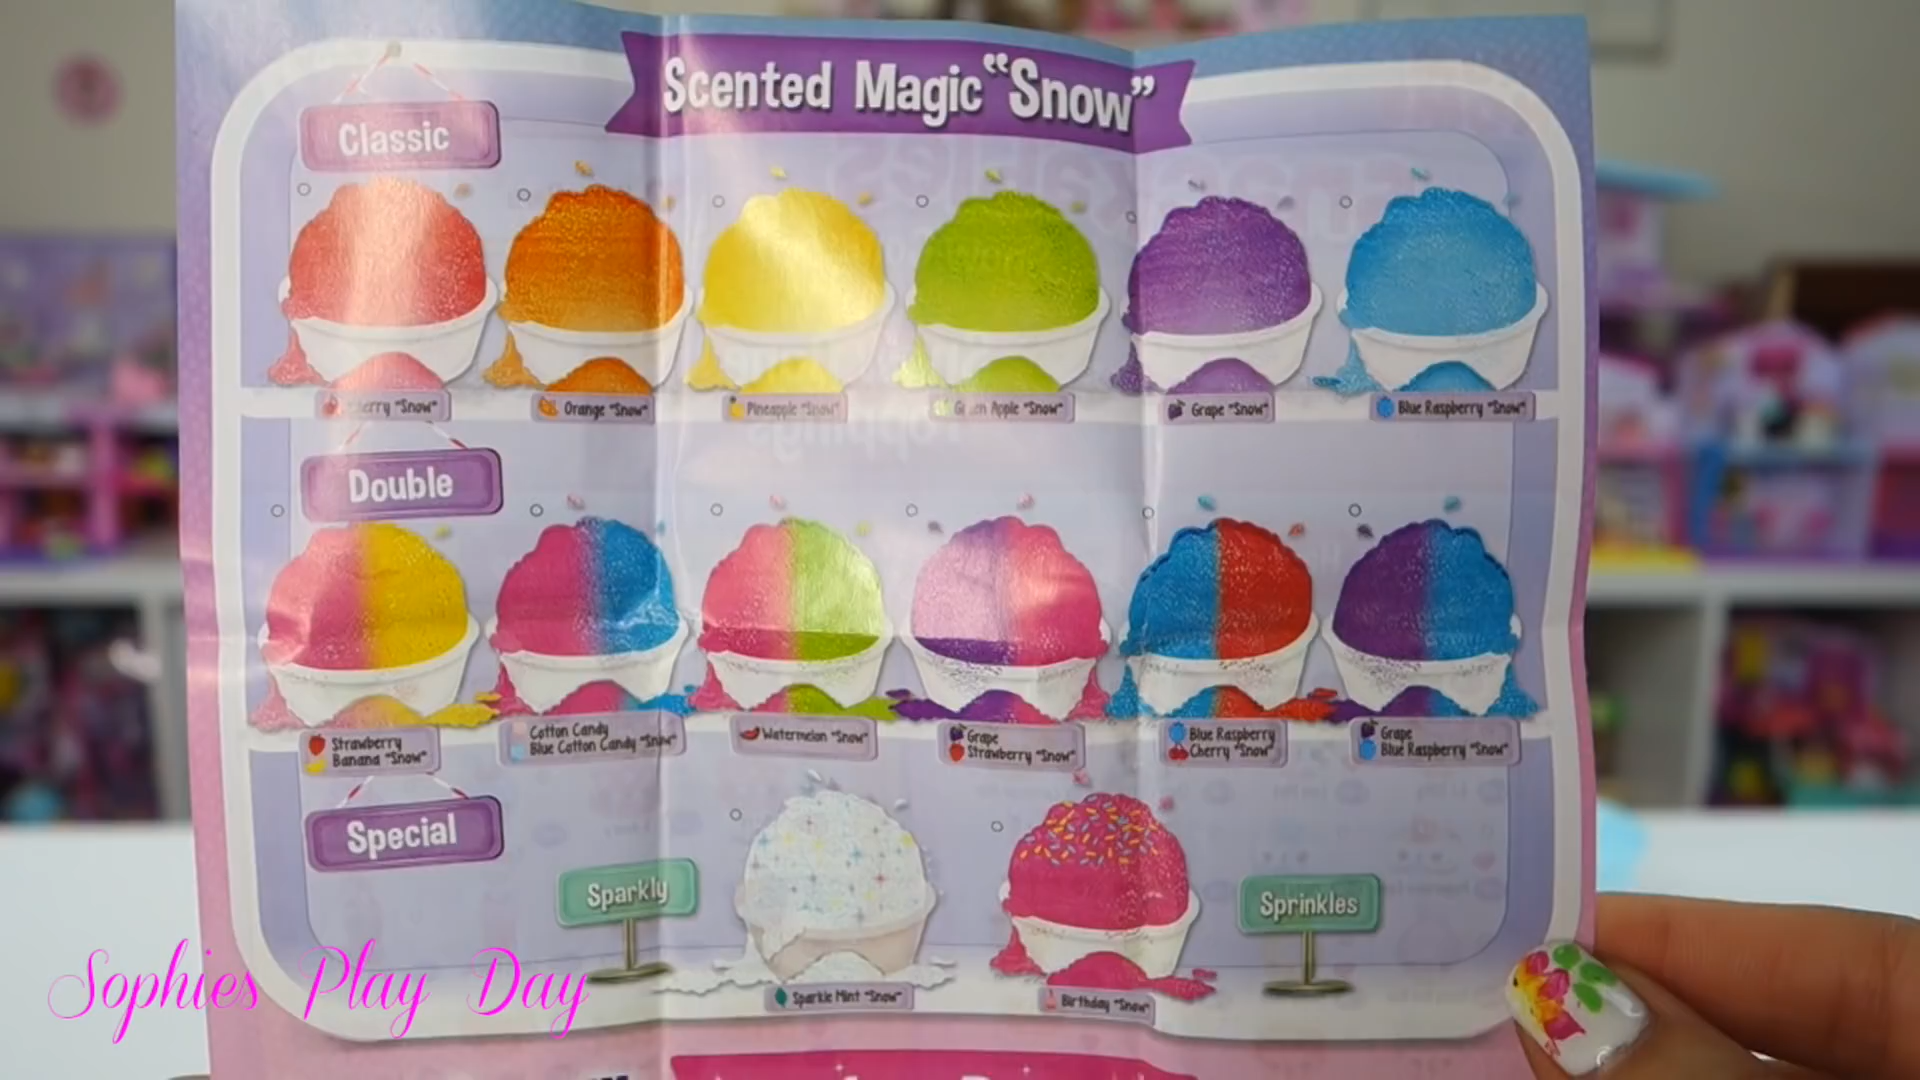 Scented Magic “Snow”
Classic
Cherry “Snow”
Orange “Snow”
Pineapple “Snow”
Green Apple “Snow”
Grape “Snow”
Blue Raspberry “Snow”
Double
Strawberry
Banana “Snow”
Cotton Candy
Blue Cotton Candy “Snow”
Watermelon “Snow”
Grape
Strawberry “Snow”
Blue Raspberry
Cherry “Snow”
Grape
Blue Raspberry “Snow”
Special
Sparkly
Sprinkles
Sparkle Mint “Snow”
Birthday “Snow”
Sophies Play Day